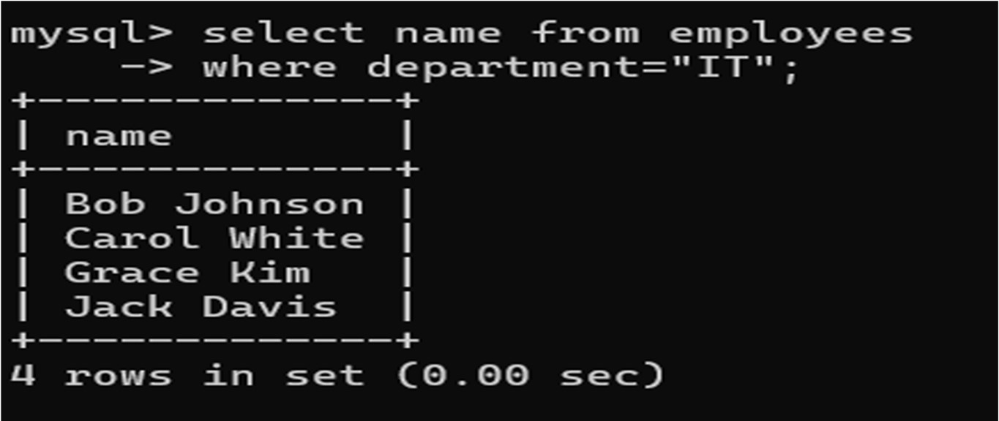 mysql> select name from employees
    -> where department="IT";
+-------------+
| name        |
+-------------+
| Bob Johnson |
| Carol White |
| Grace Kim   |
| Jack Davis  |
+-------------+
4 rows in set (0.00 sec)